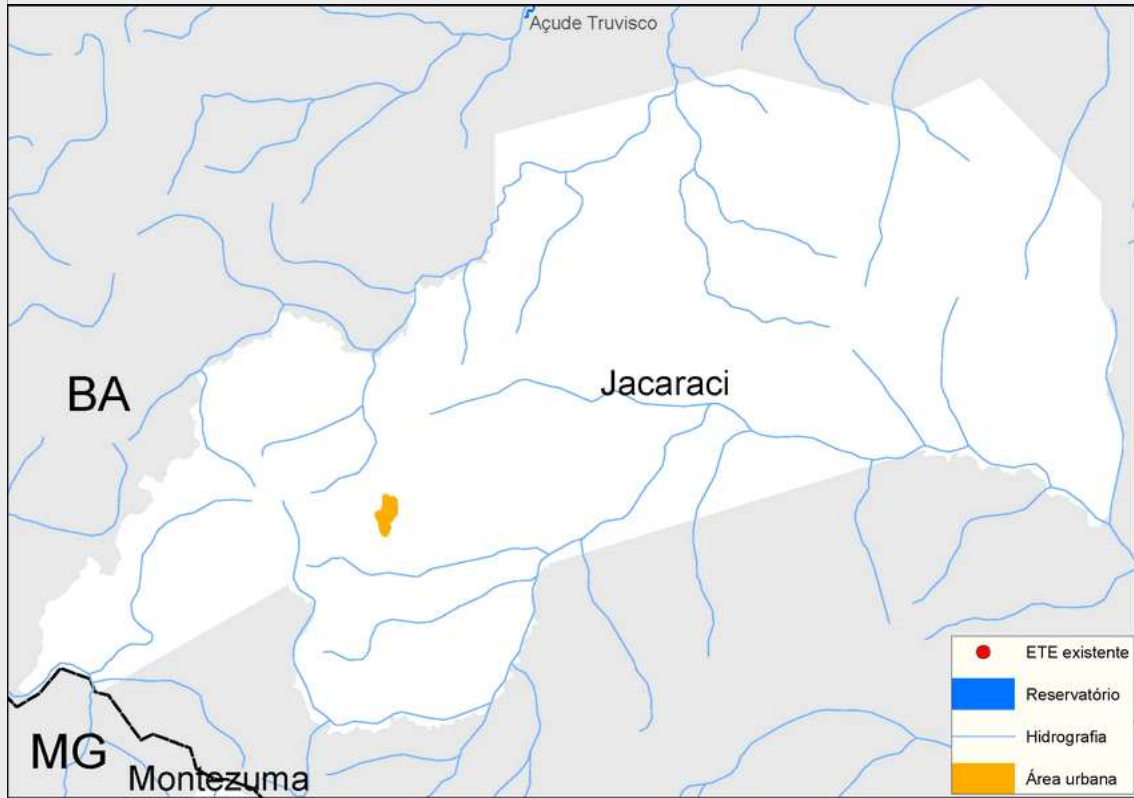 Açude Truvisco
BA
Jacaraci
MG
Montezuma
ETE existente
Reservatório
Hidrografia
Área urbana